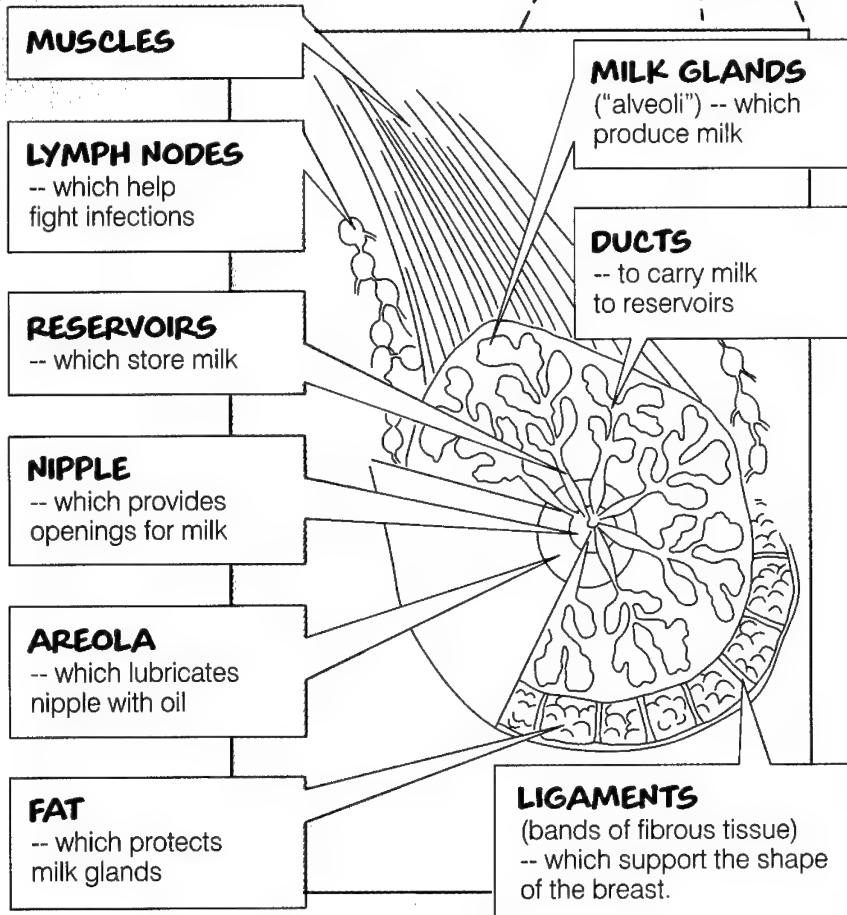 MUSCLES
LYMPH NODES
-- which help
fight infections
RESERVOIRS
-- which store milk
NIPPLE
-- which provides
openings for milk
AREOLA
-- which lubricates
nipple with oil
FAT
-- which protects
milk glands
MILK GLANDS
("alveoli") -- which
produce milk
DUCTS
-- to carry milk
to reservoirs
LIGAMENTS
(bands of fibrous tissue)
-- which support the shape
of the breast.